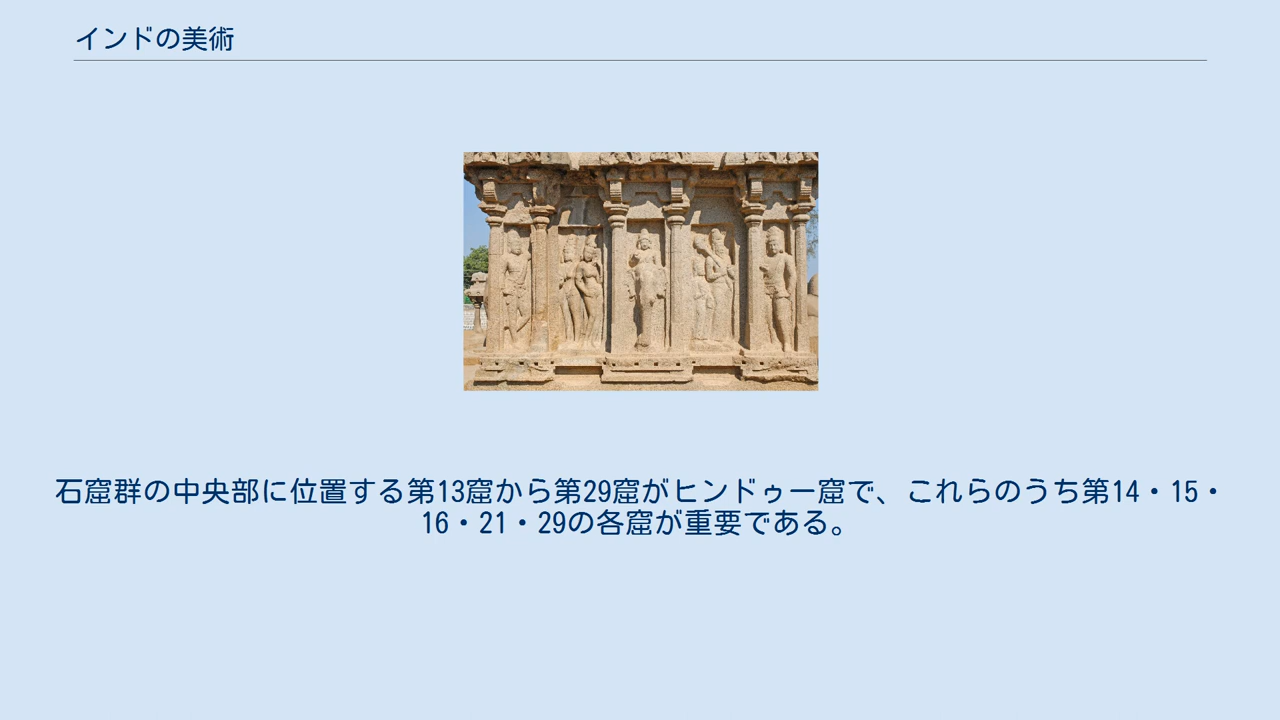 インドの美術
石窟群の中央部に位置する第13窟から第29窟がヒンドゥー窟で、これらのうち第14・15・
16・21・29の各窟が重要である。